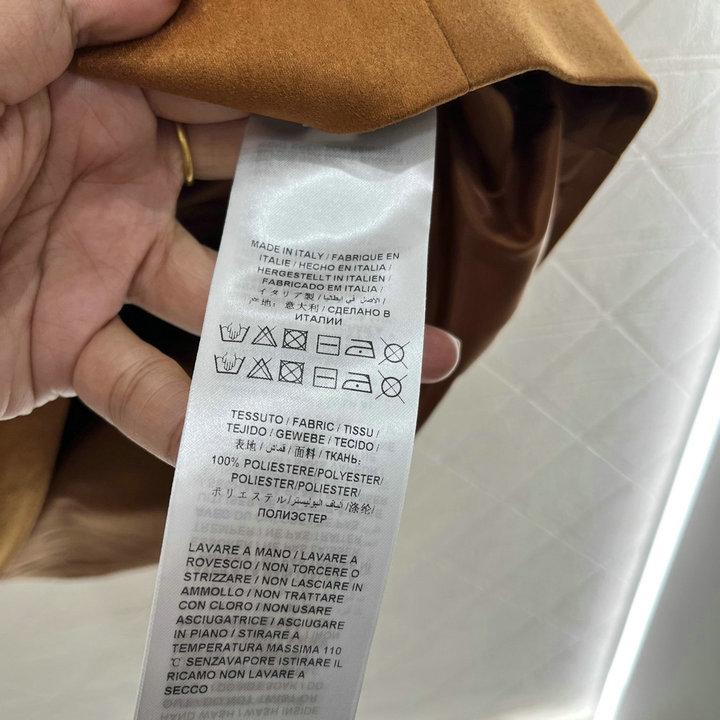 MADE IN ITALY / FABRIQUE EN
ITALIE / HECHO EN ITALIA /
HERGESTELLT IN ITALIEN /
FABRICADO EM ITALIA /
イタリア製 / الاصل في ايطاليا /
产地: 意大利 / СДЕЛАНО В
ИТАЛИИ
TESSUTO / FABRIC / TISSU /
TEJIDO / GEWEBE / TECIDO /
表地 / قماش / 面料 / ТКАНЬ:
100% POLIESTERE/POLYESTER/
POLIESTER/POLIESTER/
ポリエステル/ألياف البوليستر/涤纶/
ПОЛИЭСТЕР
LAVARE A MANO / LAVARE A
ROVESCIO / NON TORCERE O
STRIZZARE / NON LASCIARE IN
AMMOLLO / NON TRATTARE
CON CLORO / NON USARE
ASCIUGATRICE / ASCIUGARE
IN PIANO / STIRARE A
TEMPERATURA MASSIMA 110
℃ SENZAVAPORE ISTIRARE IL
RICAMO NON LAVARE A
SECCO